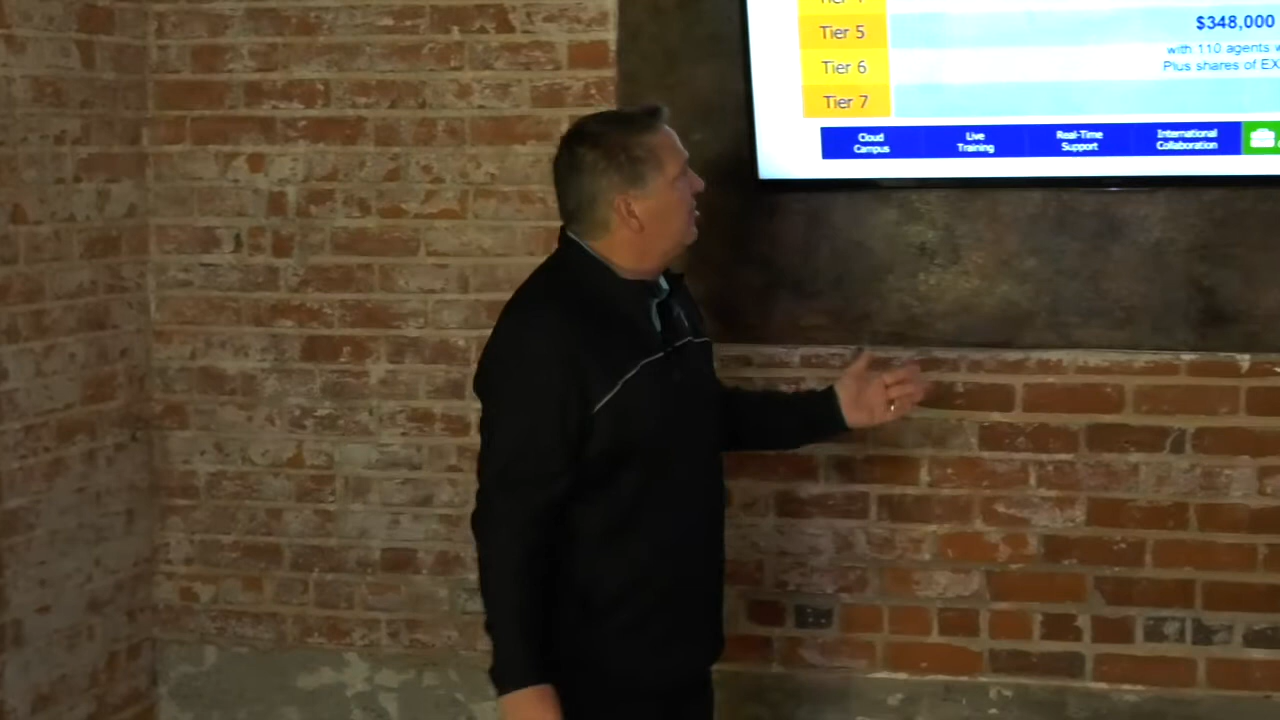 Tier 5
$348,000
Tier 6
with 110 agents
Plus shares of
Tier 7
Cloud
Campus
Live
Training
Real-Time
Support
International
Collaboration